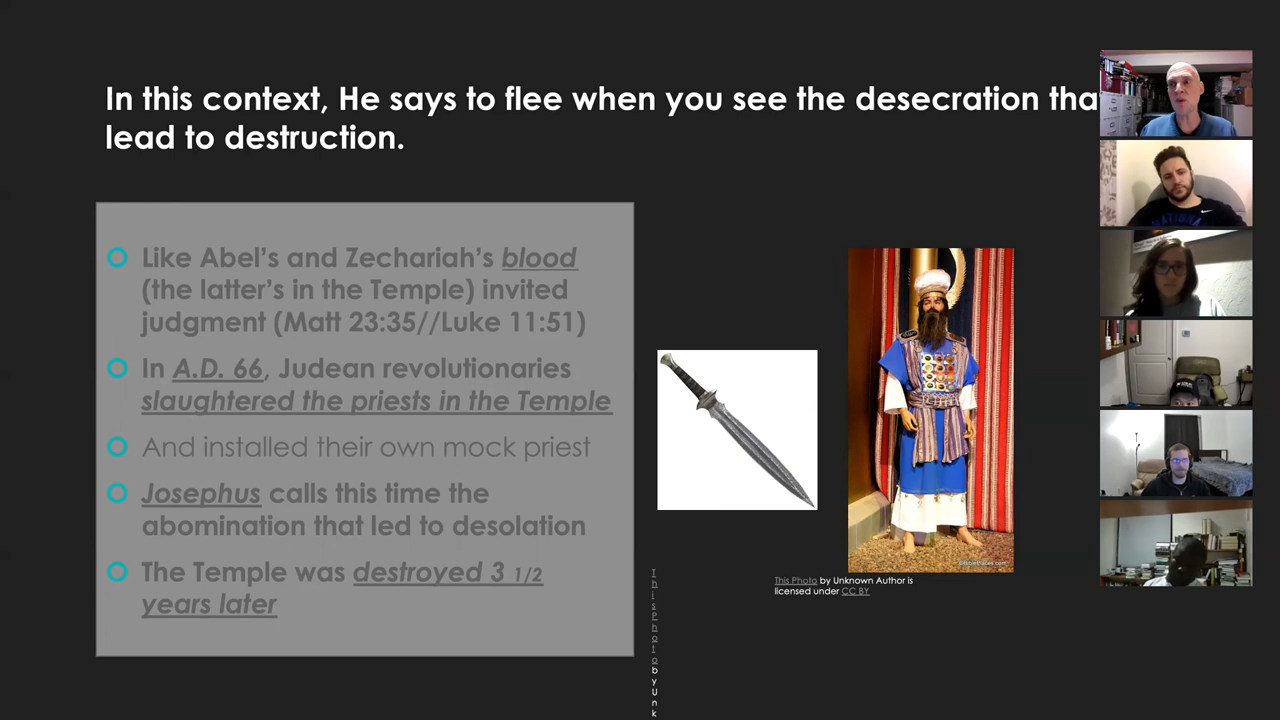 In this context, He says to flee when you see the desecration tha
lead to destruction.
Like Abel's and Zechariah's blood
(the latter's in the Temple) invited
judgment (Matt 23:35//Luke 11:51)
In A.D. 66, Judean revolutionaries
slaughtered the priests in the Temple
And installed their own mock priest
Josephus calls this time the
abomination that led to desolation
The Temple was destroyed 3 1/2
years later
This Photo by Unknown Author is
licensed under CC BY
This Photo by Unk